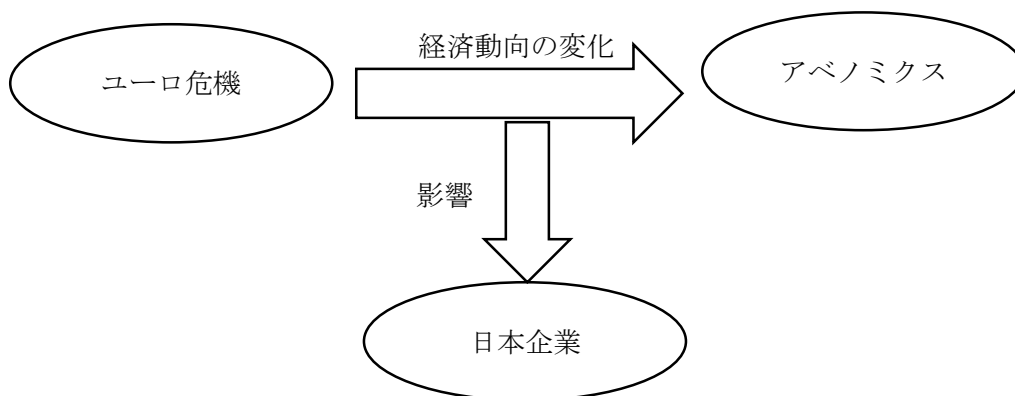 経済動向の変化
ユーロ危機
アベノミクス
影響
日本企業